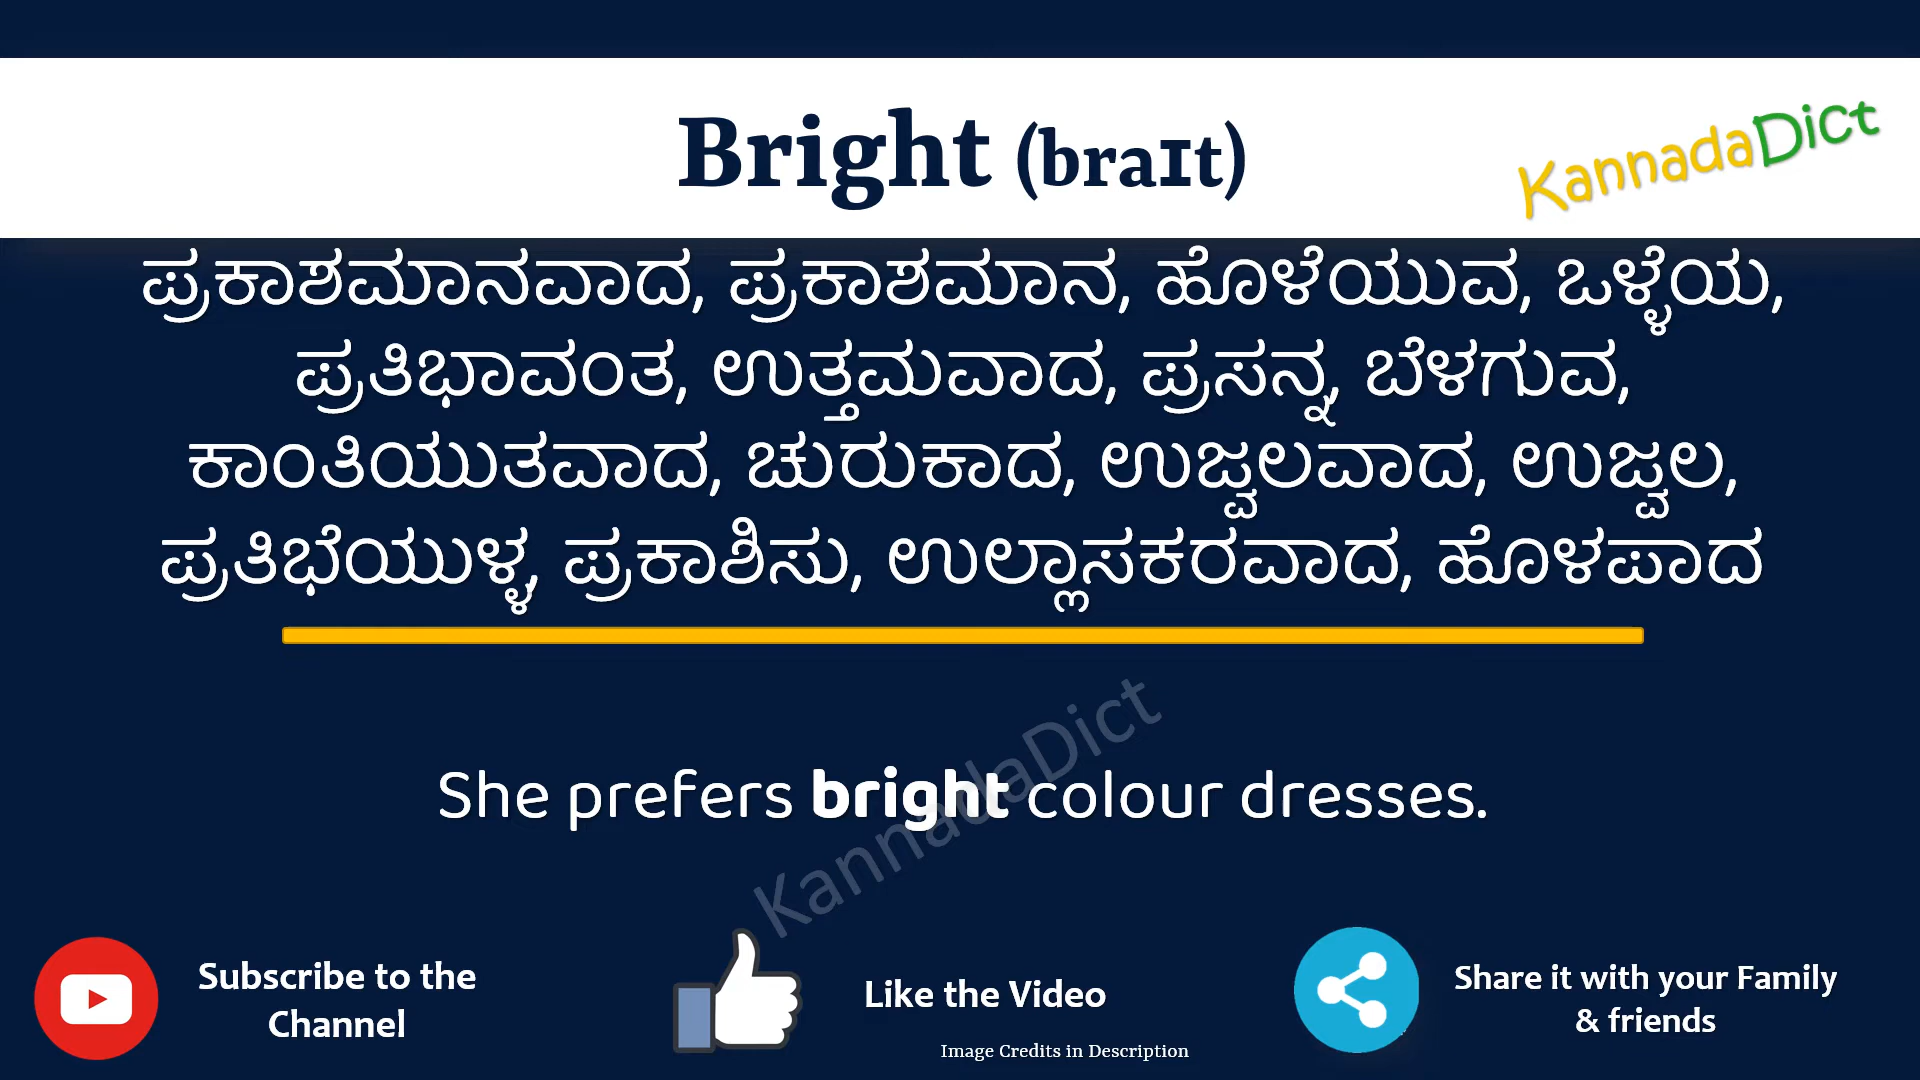 Bright (braɪt)
KannadaDict
ಪ್ರಕಾಶಮಾನವಾದ, ಪ್ರಕಾಶಮಾನ, ಹೊಳೆಯುವ, ಒಳ್ಳೆಯ,
ಪ್ರತಿಭಾವಂತ, ಉತ್ತಮವಾದ, ಪ್ರಸನ್ನ, ಬೆಳಗುವ,
ಕಾಂತಿಯುತವಾದ, ಚುರುಕಾದ, ಉಜ್ವಲವಾದ, ಉಜ್ವಲ,
ಪ್ರತಿಭೆಯುಳ್ಳ, ಪ್ರಕಾಶಿಸು, ಉಲ್ಲಾಸಕರವಾದ, ಹೊಳಪಾದ
She prefers bright colour dresses.
KannadaDict
Subscribe to the
Channel
Like the Video
Share it with your Family
& friends
Image Credits in Description